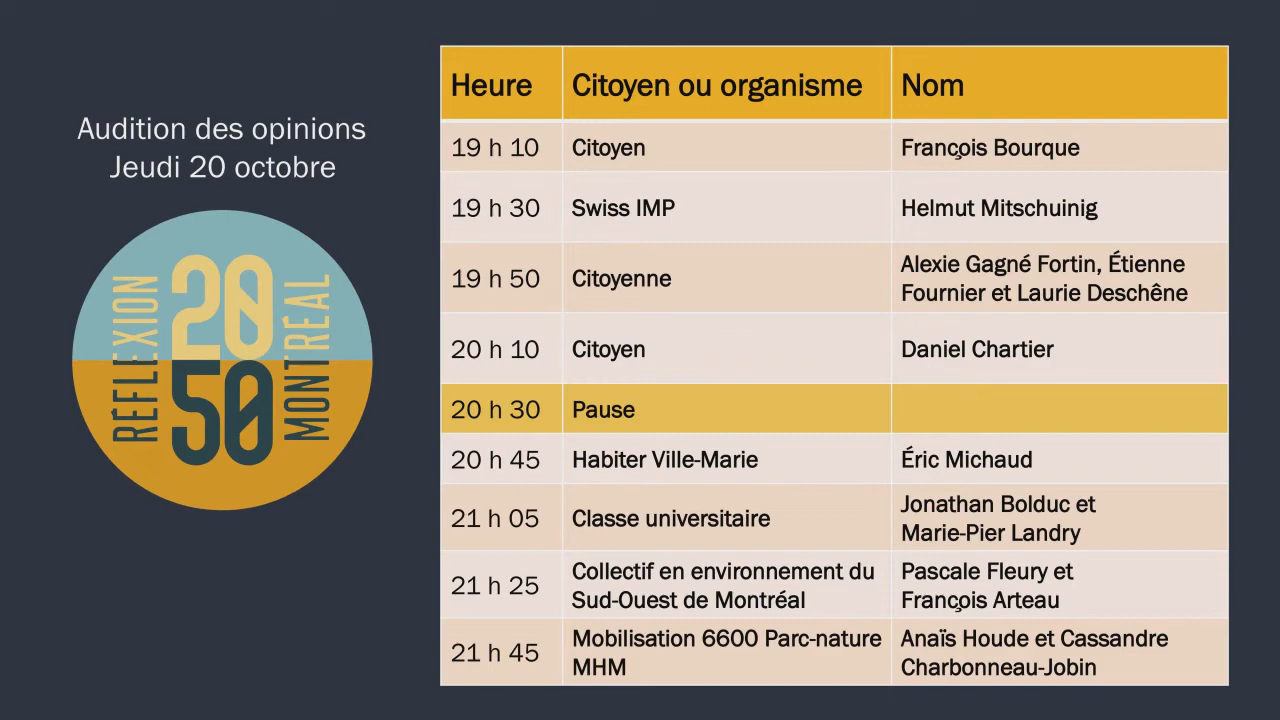 Audition des opinions
Jeudi 20 octobre
RÉFLEXION
20
50
MONTRÉAL
Heure Citoyen ou organisme Nom
19 h 10 Citoyen François Bourque
19 h 30 Swiss IMP Helmut Mitschuinig
19 h 50 Citoyenne Alexie Gagné Fortin, Étienne
Fournier et Laurie Deschêne
20 h 10 Citoyen Daniel Chartier
20 h 30 Pause
20 h 45 Habiter Ville-Marie Éric Michaud
21 h 05 Classe universitaire Jonathan Bolduc et
Marie-Pier Landry
21 h 25 Collectif en environnement du Pascale Fleury et
Sud-Ouest de Montréal François Arteau
21 h 45 Mobilisation 6600 Parc-nature Anaïs Houde et Cassandre
MHM Charbonneau-Jobin